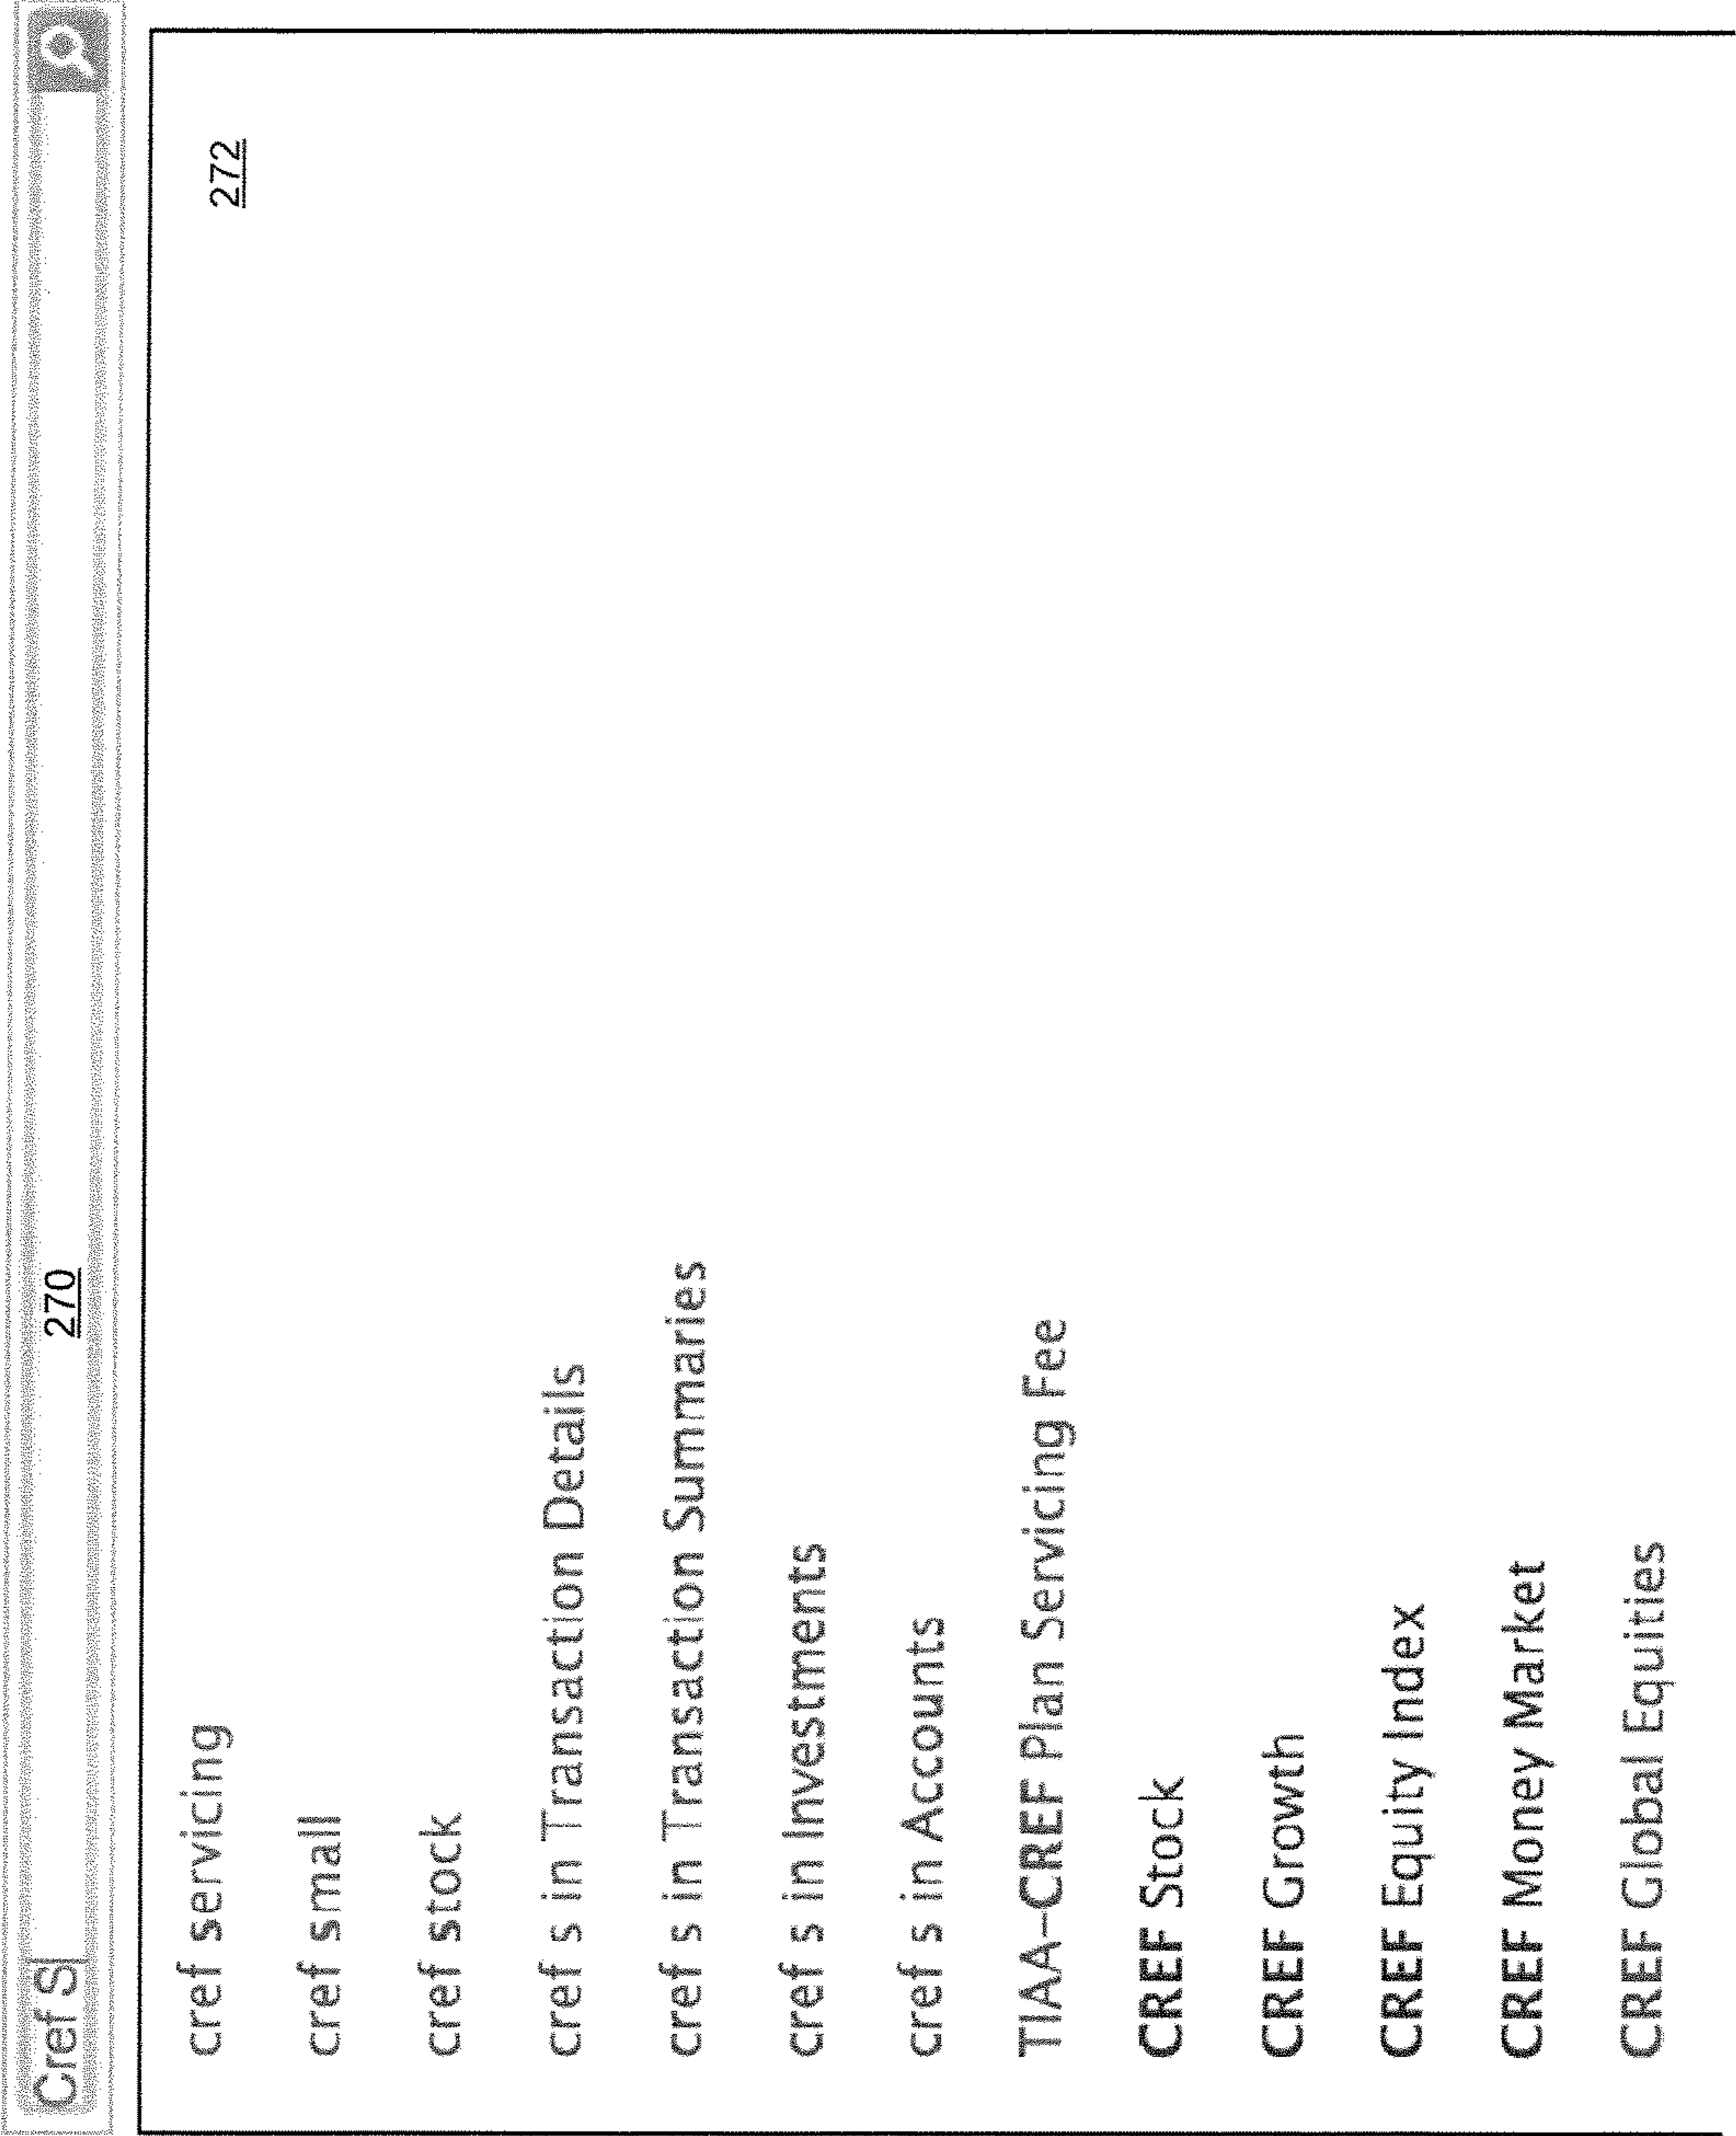 Cref S 270
272
cref servicing
cref small
cref stock
cref s in Transaction Details
cref s in Transaction Summaries
cref s in Investments
cref s in Accounts
TIAA-CREF Plan Servicing Fee
CREF Stock
CREF Growth
CREF Equity Index
CREF Money Market
CREF Global Equities